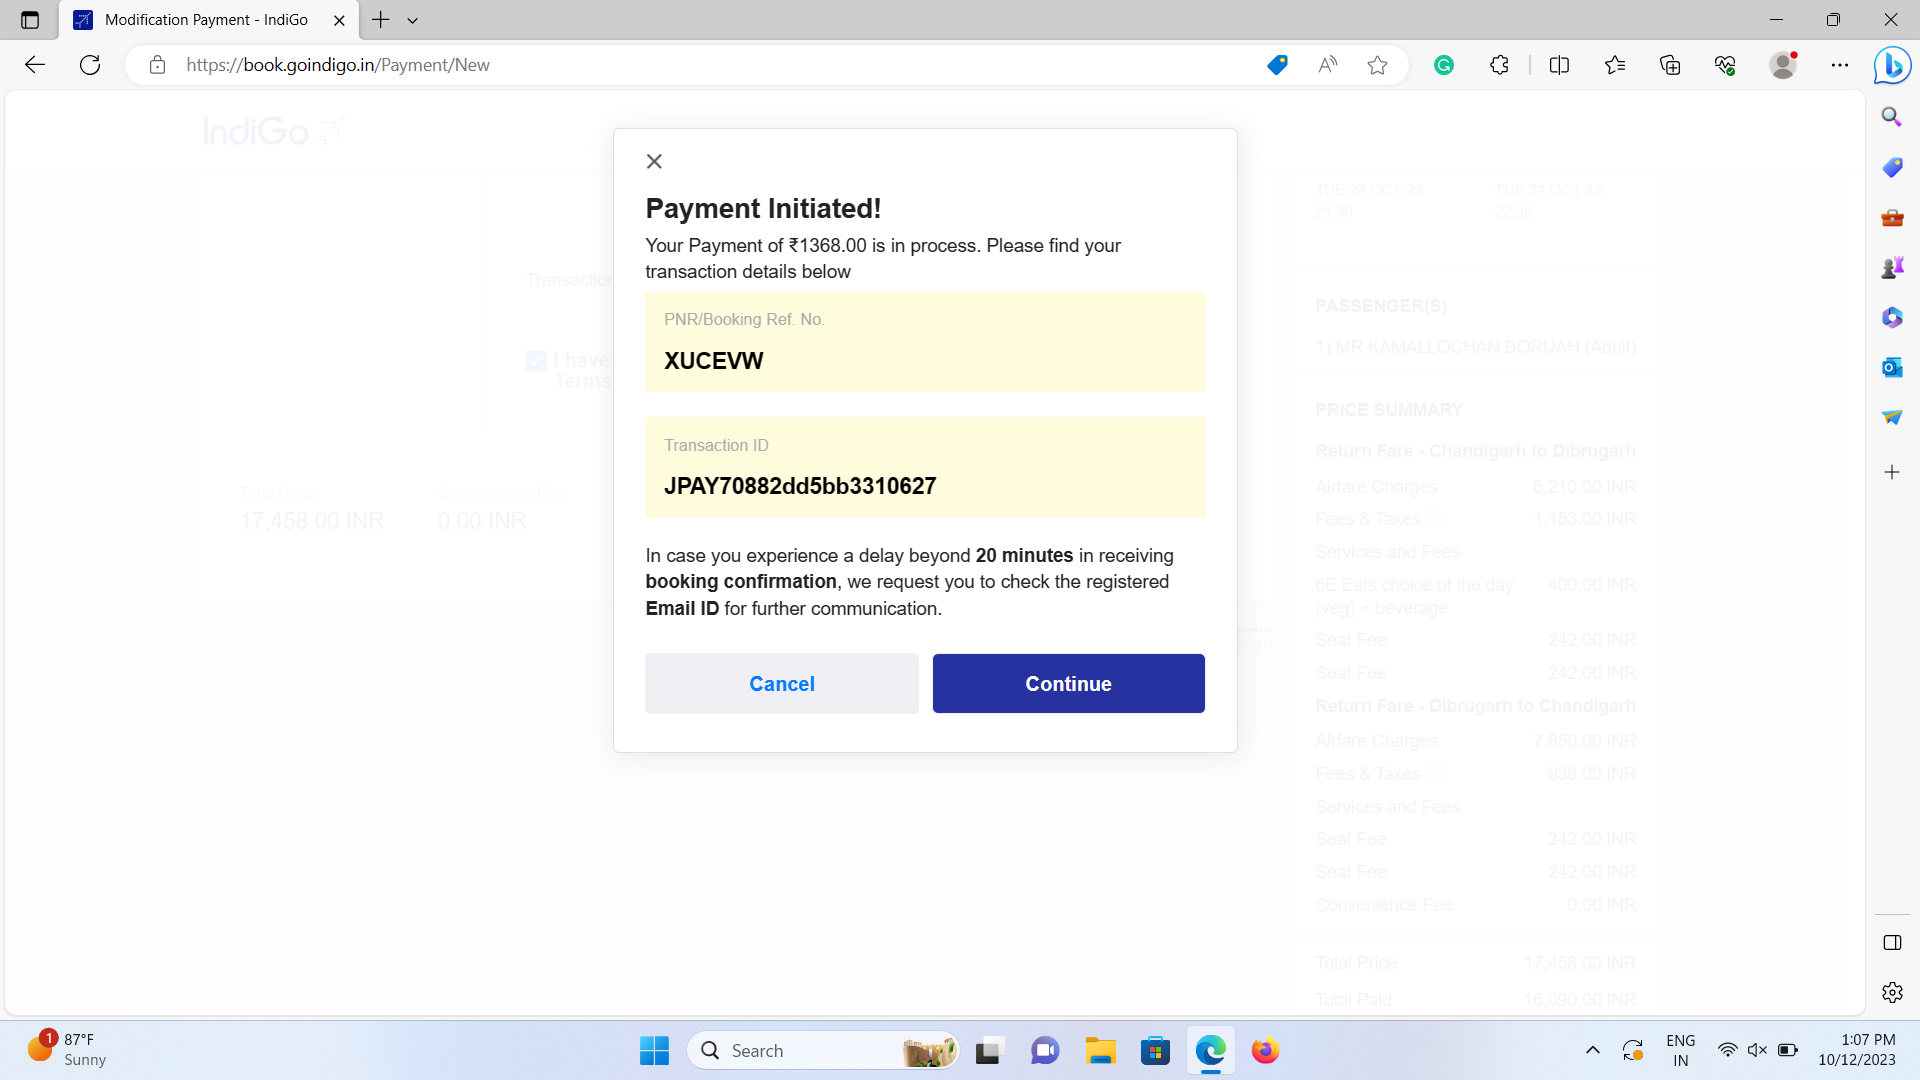 Modification Payment - IndiGo
https://book.goindigo.in/Payment/New
IndiGo
Payment Initiated!
Your Payment of ₹1368.00 is in process. Please find your
transaction details below
PNR/Booking Ref. No.
XUCEVW
Transaction ID
JPAY70882dd5bb3310627
In case you experience a delay beyond 20 minutes in receiving
booking confirmation, we request you to check the registered
Email ID for further communication.
Cancel
Continue
Transaction
I have
Terms
Total Price
Convenience Fee
17,458.00 INR
0.00 INR
TUE 24 OCT 23
TUE 24 OCT 23
21:30
22:25
PASSENGER(S)
1) MR KAMALLOCHAN BORUAH (Adult)
PRICE SUMMARY
Return Fare - Chandigarh to Dibrugarh
Airfare Charges 6,210.00 INR
Fees & Taxes 1,153.00 INR
Services and Fees
6E Eats choice of the day 400.00 INR
(veg) + beverage
Seat Fee 242.00 INR
Seat Fee 242.00 INR
Return Fare - Dibrugarh to Chandigarh
Airfare Charges 7,850.00 INR
Fees & Taxes 938.00 INR
Services and Fees
Seat Fee 242.00 INR
Seat Fee 242.00 INR
Convenience Fee 0.00 INR
Total Price 17,458.00 INR
Total Paid 16,090.00 INR
1
87°F
Sunny
Search
ENG
IN
1:07 PM
10/12/2023